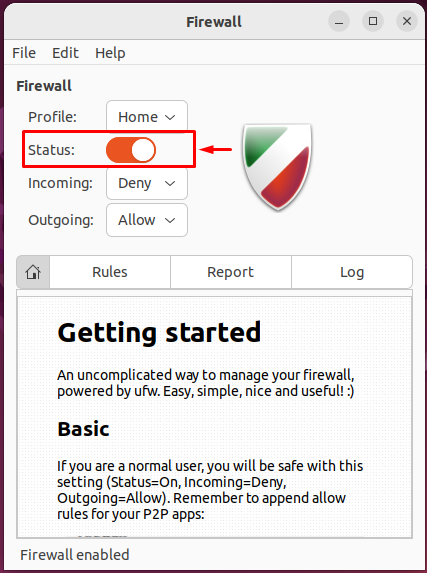 Firewall
File Edit Help
Firewall
Profile: Home
Status:
Incoming: Deny
Outgoing: Allow
Rules Report Log
Getting started
An uncomplicated way to manage your firewall,
powered by ufw. Easy, simple, nice and useful! :)
Basic
If you are a normal user, you will be safe with this
setting (Status=On, Incoming=Deny,
Outgoing=Allow). Remember to append allow
rules for your P2P apps:
Firewall enabled